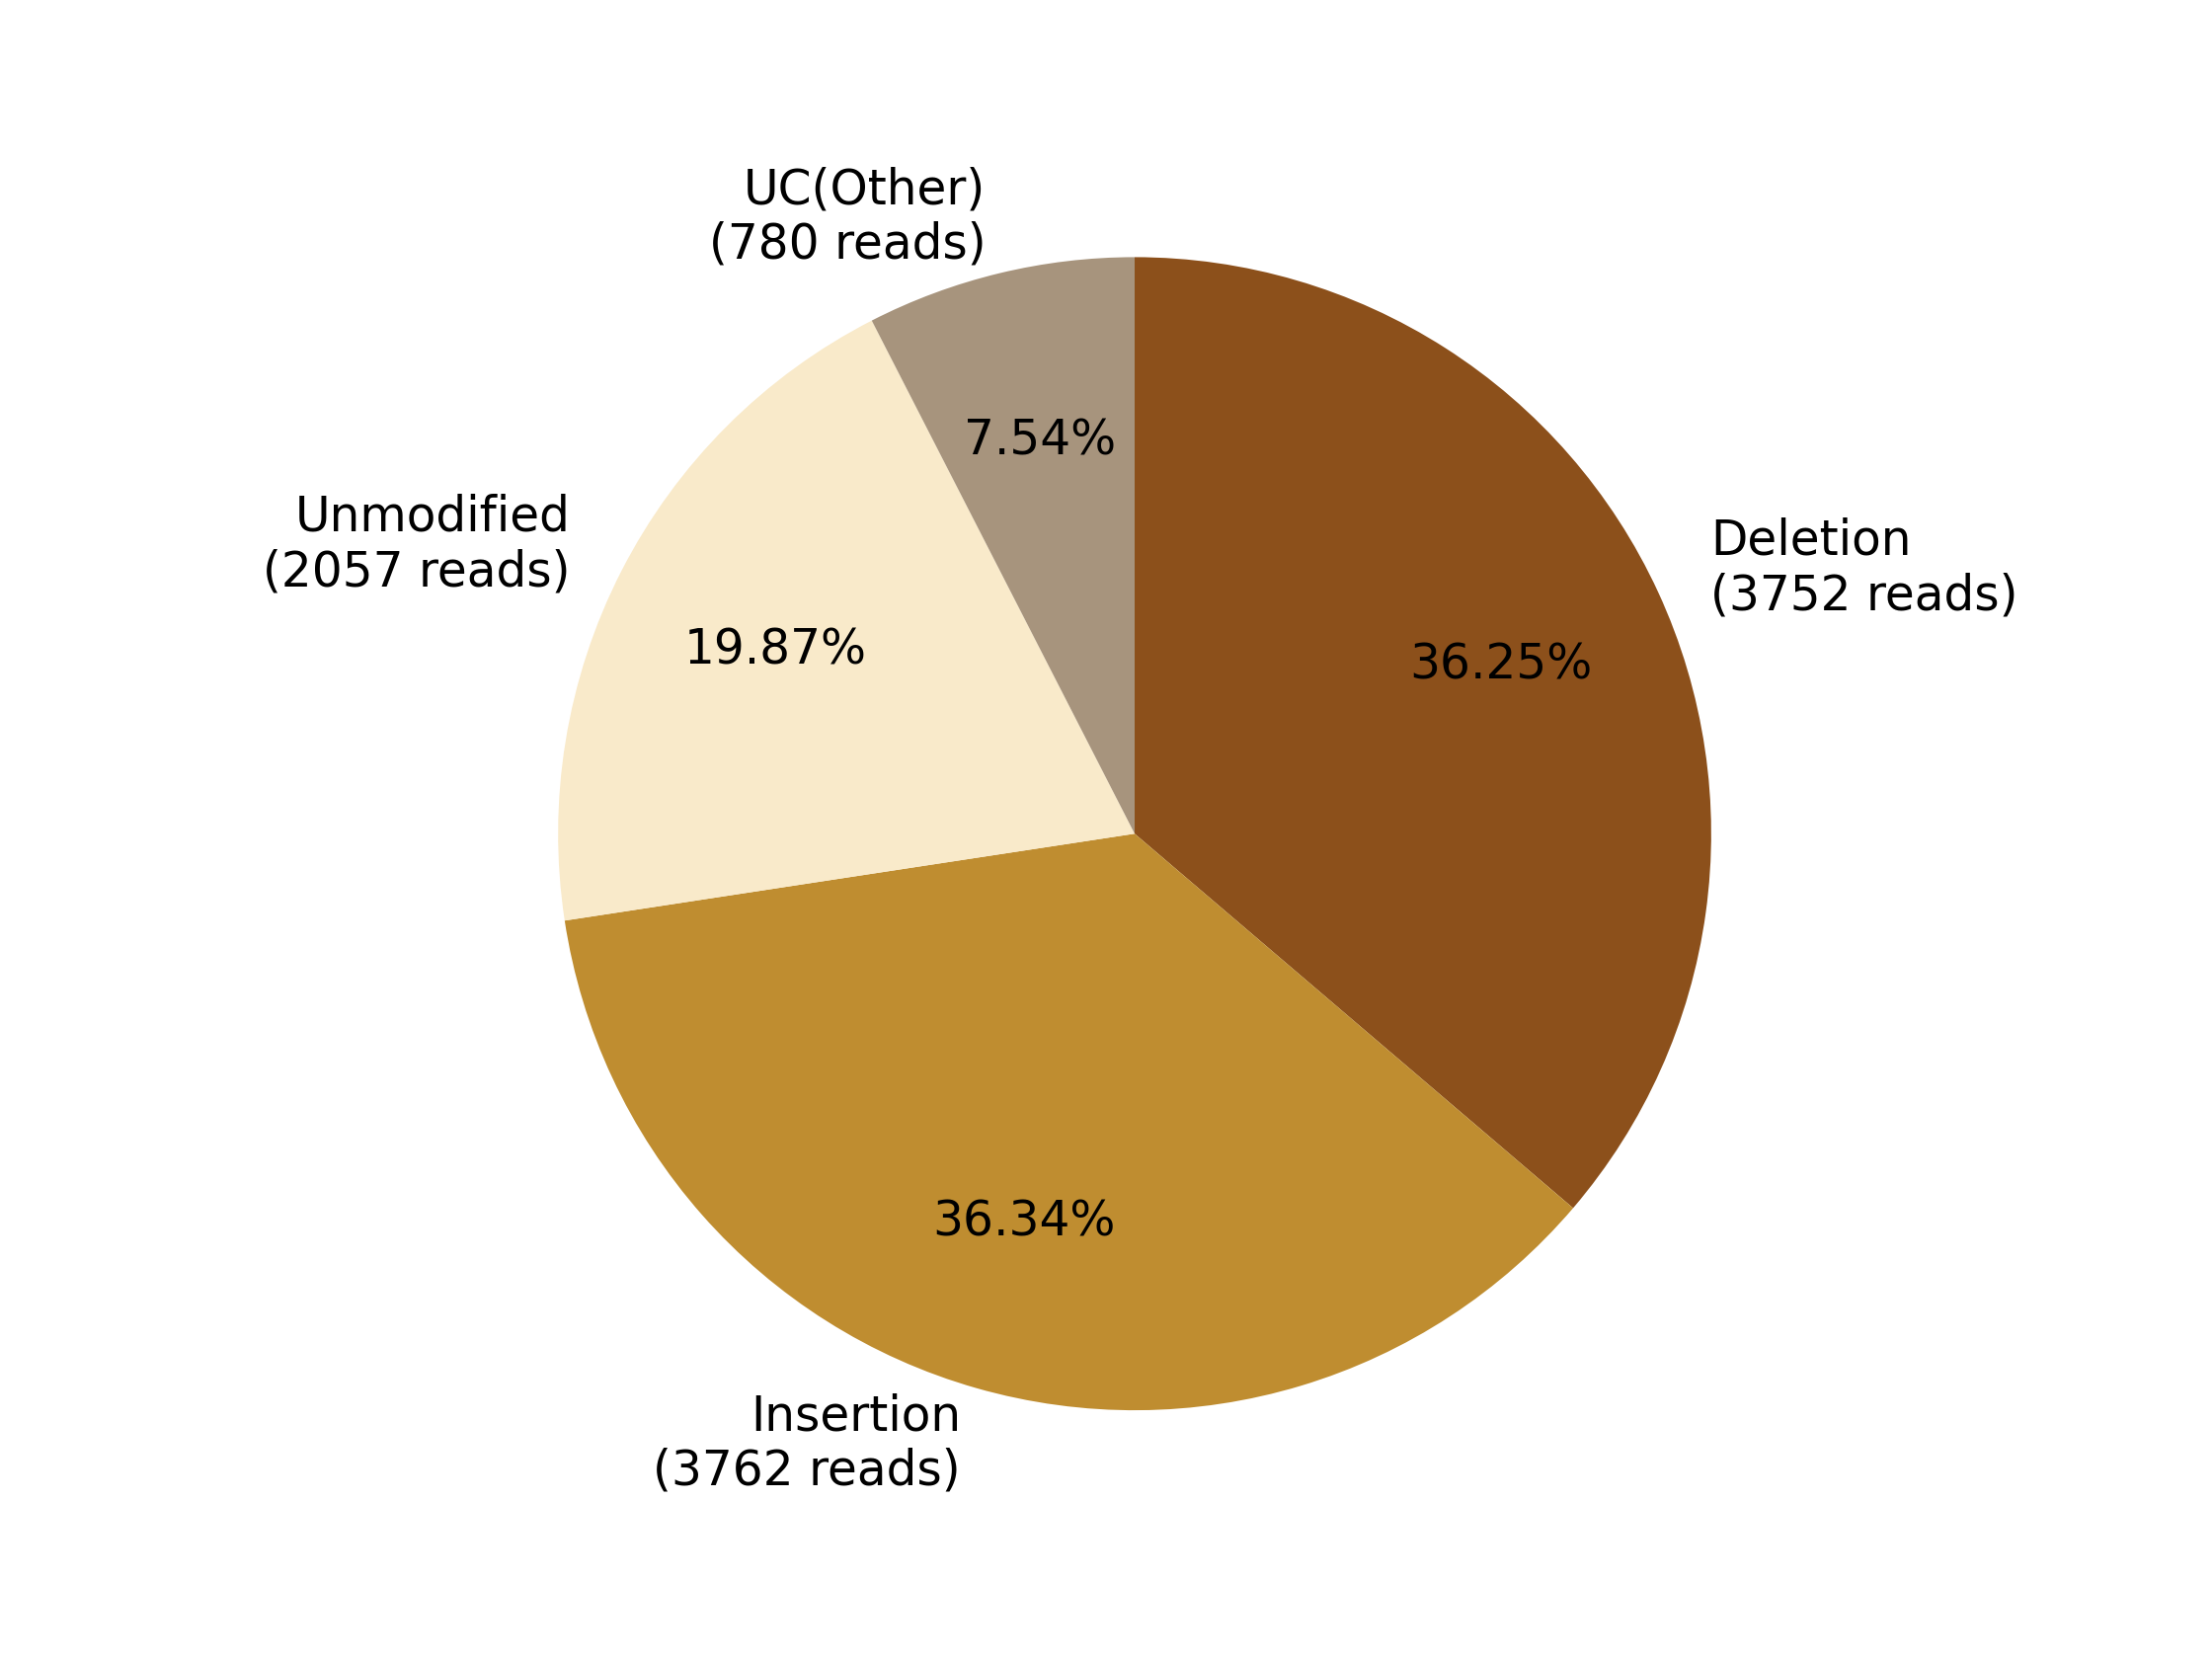 UC(Other)
(780 reads)
7.54%
Unmodified
(2057 reads)
19.87%
Deletion
(3752 reads)
36.25%
36.34%
Insertion
(3762 reads)